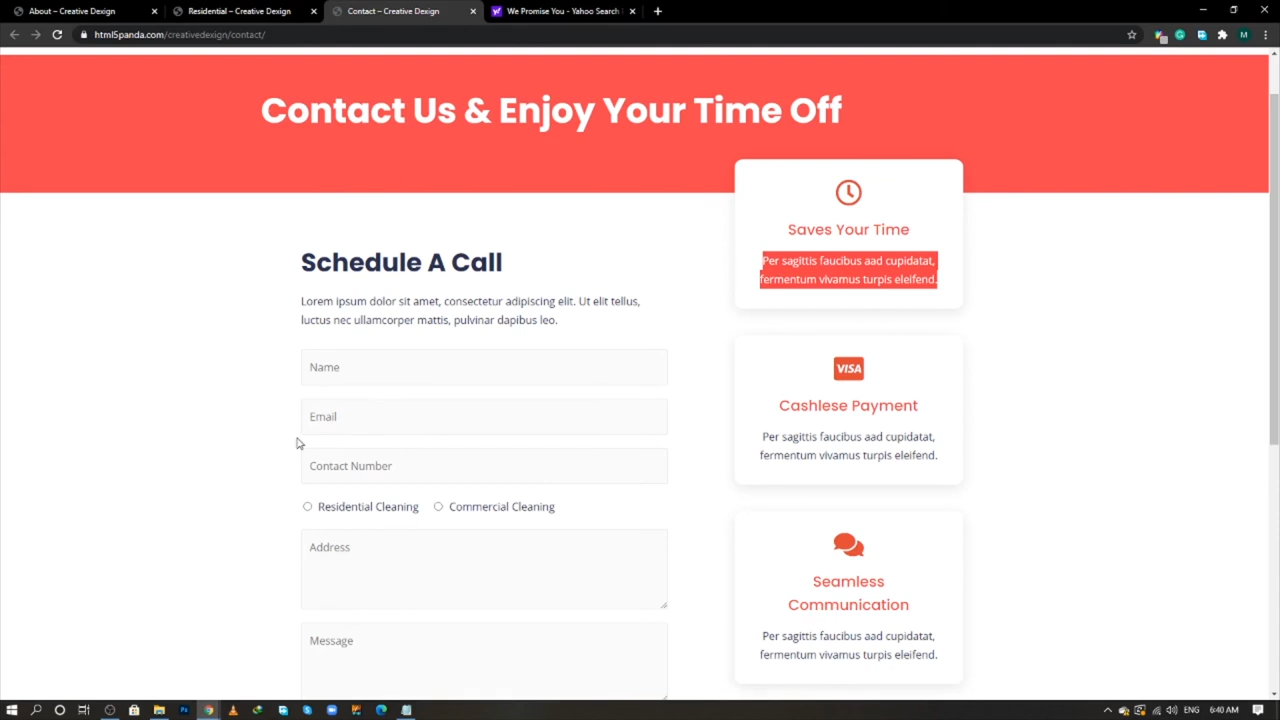 About – Creative Design
Residential – Creative Design
Contact – Creative Design
We Promise You - Yahoo Search
html5panda.com/creativedexign/contact/
M
Contact Us & Enjoy Your Time Off
Schedule A Call
Lorem ipsum dolor sit amet, consectetur adipiscing elit. Ut elit tellus,
luctus nec ullamcorper mattis, pulvinar dapibus leo.
Name
Email
Contact Number
Residential Cleaning
Commercial Cleaning
Address
Message
Saves Your Time
Per sagittis faucibus aad cupidatat,
fermentum vivamus turpis eleifend.
VISA
Cashlese Payment
Per sagittis faucibus aad cupidatat,
fermentum vivamus turpis eleifend.
Seamless
Communication
Per sagittis faucibus aad cupidatat,
fermentum vivamus turpis eleifend.
ENG
6:40 AM